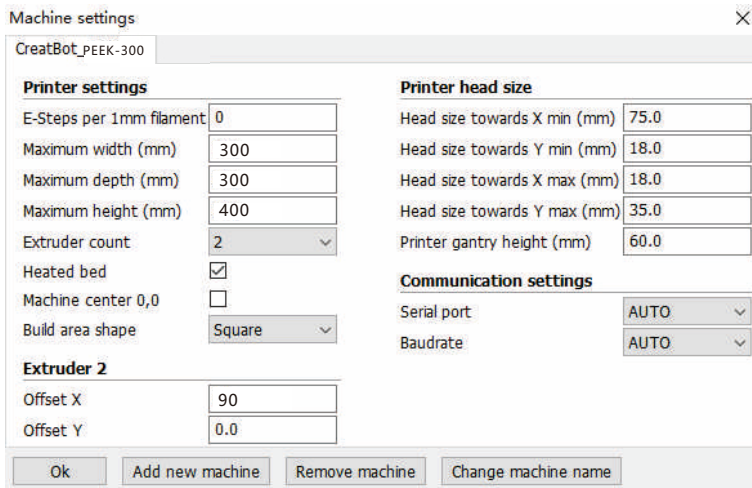 Machine settings
CreatBot_PEEK-300
Printer settings
E-Steps per 1mm filament 0
Maximum width (mm) 300
Maximum depth (mm) 300
Maximum height (mm) 400
Extruder count 2
Heated bed
Machine center 0,0
Build area shape Square
Extruder 2
Offset X 90
Offset Y 0.0
Printer head size
Head size towards X min (mm) 75.0
Head size towards Y min (mm) 18.0
Head size towards X max (mm) 18.0
Head size towards Y max (mm) 35.0
Printer gantry height (mm) 60.0
Communication settings
Serial port AUTO
Baudrate AUTO
Ok Add new machine Remove machine Change machine name